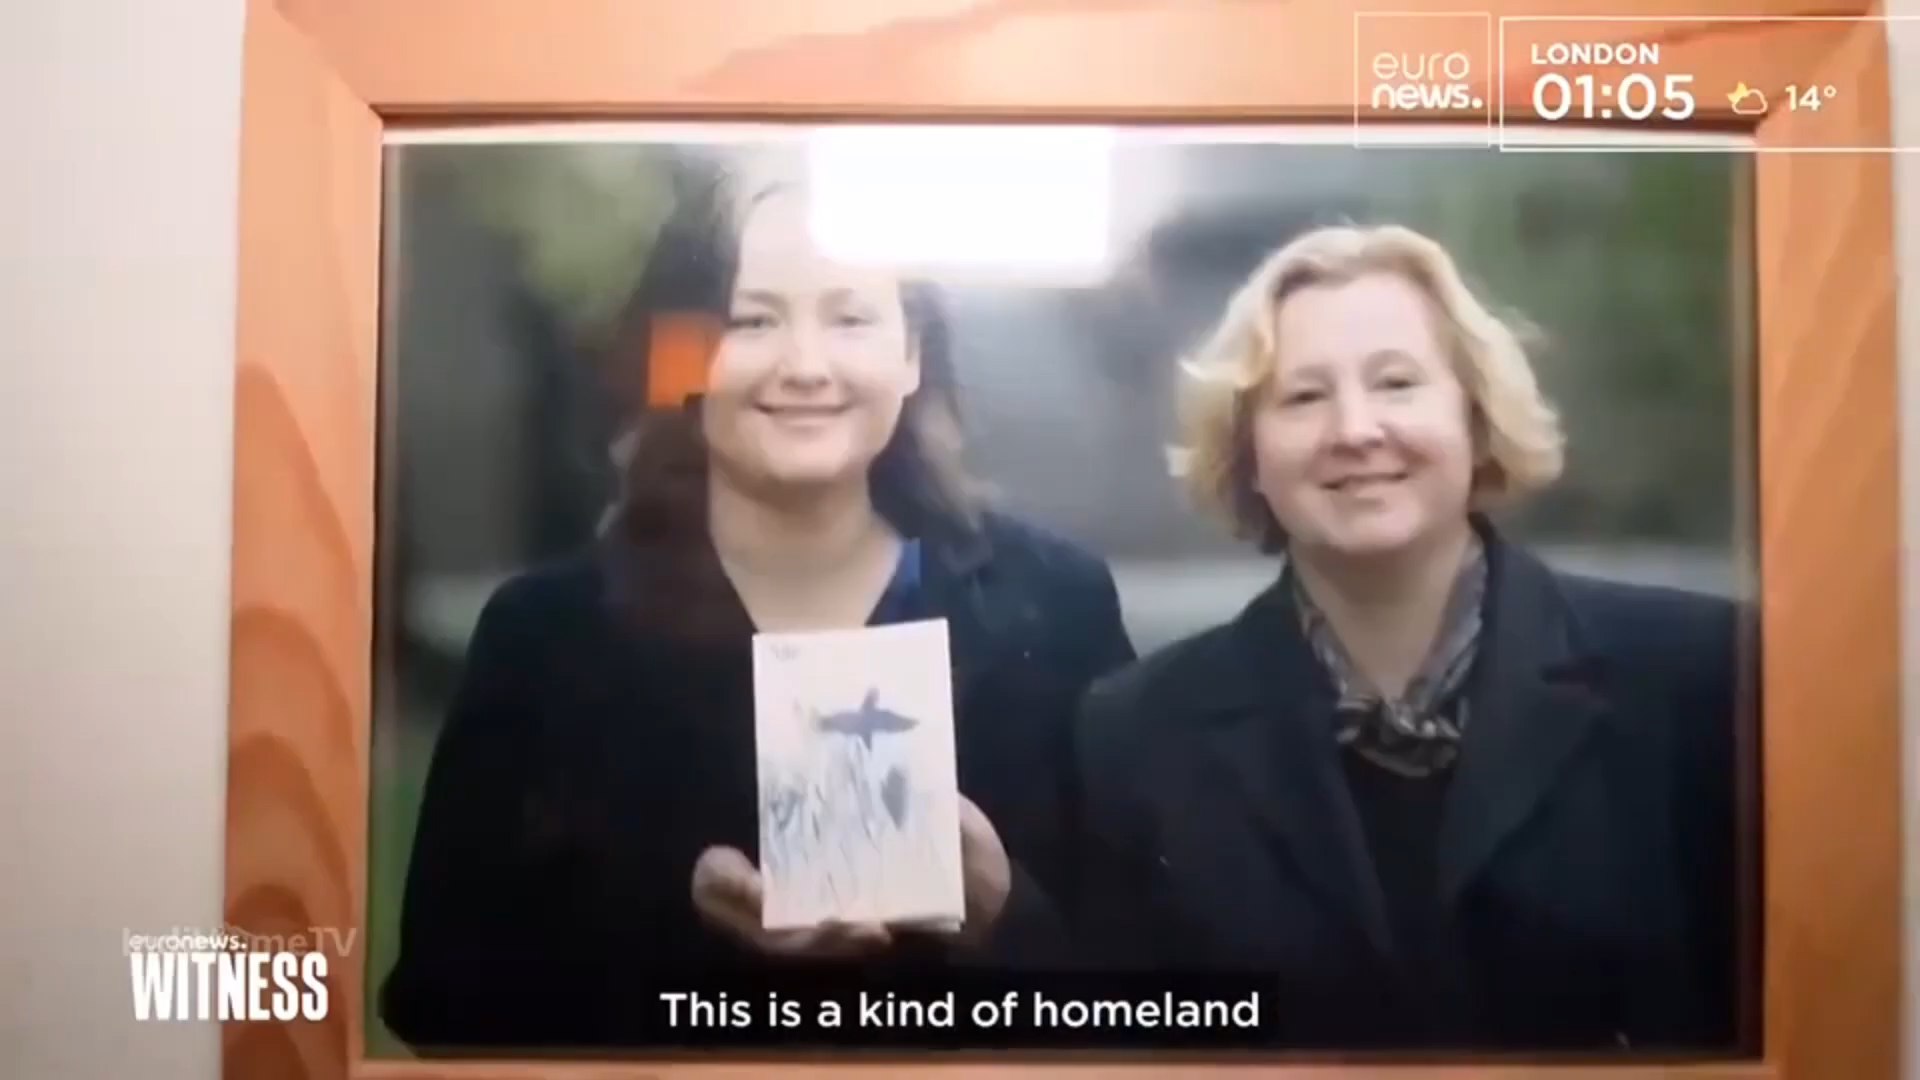 euro
news.
LONDON
01:05
14°
euronews.
WITNESS
This is a kind of homeland